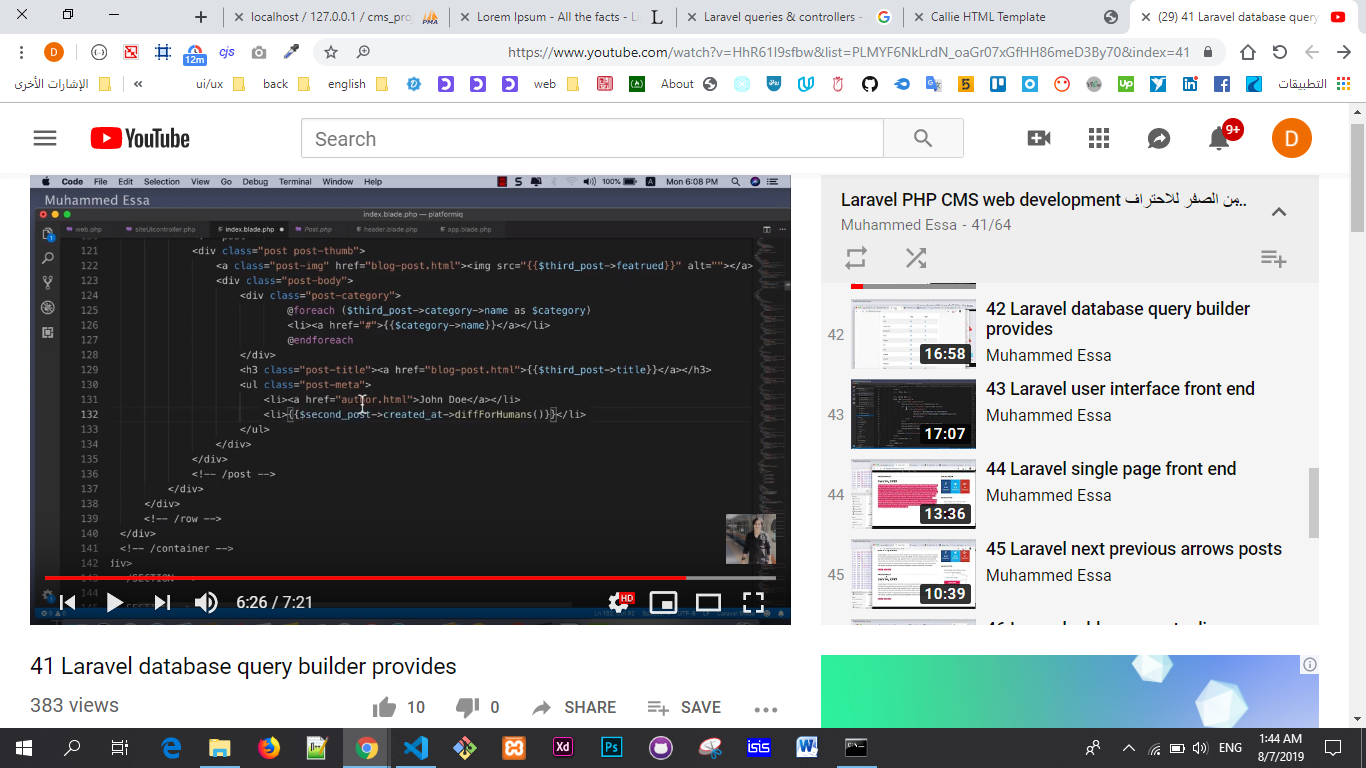 localhost / 127.0.0.1 / cms_pro
Lorem Ipsum - All the facts - Li
Laravel queries & controllers -
Callie HTML Template
(29) 41 Laravel database query
https://www.youtube.com/watch?v=HhR61I9sfbw&list=PLMYF6NkLrdN_oaGr07xGfHH86meD3By70&index=41
12m
cjs
الإشارات الأخرى
ui/ux
back
english
web
About
التطبيقات
YouTube
Search
9+
D
Code File Edit Selection View Go Debug Terminal Window Help
100%
Mon 6:08 PM
Muhammed Essa
index.blade.php — platformiq
web.php
siteUIcontroller.php
index.blade.php
Post.php
header.blade.php
app.blade.php
121 <div class="post post-thumb">
122 <a class="post-img" href="blog-post.html"><img src="{{$third_post->featrued}}" alt=""></a>
123 <div class="post-body">
124 <div class="post-category">
125 @foreach ($third_post->category->name as $category)
126 <li><a href="#">{{$category->name}}</a></li>
127 @endforeach
128 </div>
129 <h3 class="post-title"><a href="blog-post.html">{{$third_post->title}}</a></h3>
130 <ul class="post-meta">
131 <li><a href="author.html">John Doe</a></li>
132 <li>{{$second_post->created_at->diffForHumans()}}</li>
133 </ul>
134 </div>
135 </div>
136 <!-- /post -->
137 </div>
138 </div>
139 <!-- /row -->
140 </div>
141 <!-- /container -->
142 div>
6:26 / 7:21
HD
41 Laravel database query builder provides
383 views
10
0
SHARE
SAVE
Laravel PHP CMS web development من الصفر للاحتراف...
Muhammed Essa - 41/64
42
16:58
42 Laravel database query builder
provides
Muhammed Essa
43
17:07
43 Laravel user interface front end
Muhammed Essa
44
13:36
44 Laravel single page front end
Muhammed Essa
45
10:39
45 Laravel next previous arrows posts
Muhammed Essa
Xd
Ps
isis
ENG
1:44 AM
8/7/2019